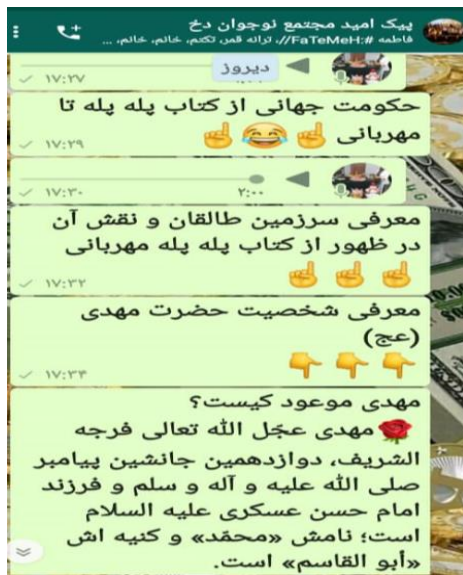 پیک امید مجتمع نوجوان دخ
فاطمه #:FaTeMeH//، ترانه قمی، تکتم، خانم، خانم، ...
دیروز
۱۷:۲۷
حکومت جهانی از کتاب پله پله تا
مهربانی ☝️😂☝️
۱۷:۲۹
۲:۰۰
۱۷:۳۰
معرفی سرزمین طالقان و نقش آن
در ظهور از کتاب پله پله مهربانی
☝️☝️☝️
۱۷:۳۲
معرفی شخصیت حضرت مهدی
(عج)
👇👇👇
۱۷:۳۴
مهدی موعود کیست؟
🌹مهدی عجّل الله تعالی فرجه
الشریف، دوازدهمین جانشین پیامبر
صلی الله علیه و آله و سلم و فرزند
امام حسن عسکری علیه السلام
است؛ نامش «محمّد» و کنیه اش
«أبو القاسم» است.